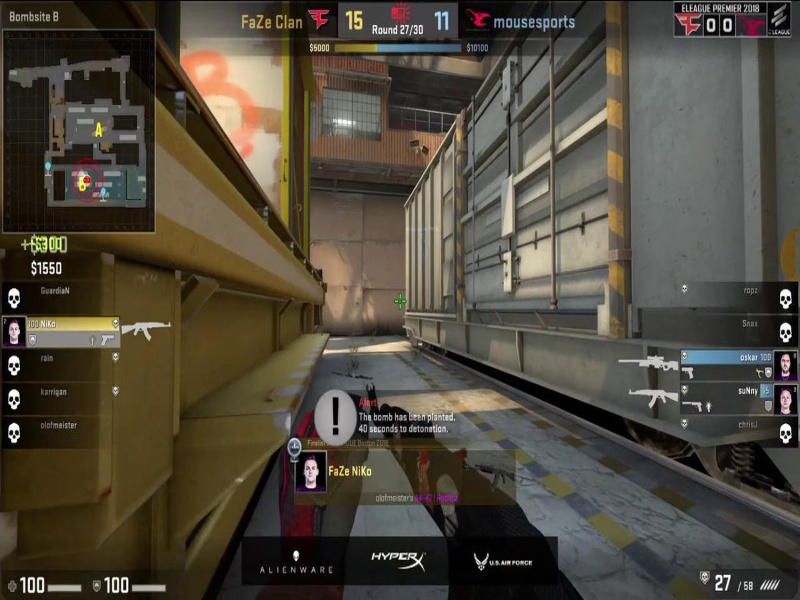 Bombsite B
FaZe Clan 15
Round 27/30
11 mousesports
$5000
$10100
ELEAGUE PREMIER 2018
0 0
ELEAGUE
A
$1550
GuardiaN
100 NiKo
rain
karrigan
olofmeister
ropz
Snax
oskar 100
suNny
chrisJ
Alert
The bomb has been planted.
40 seconds to detonation.
FaZe NiKo
olofmeister's
ALIENWARE
HYPERX
U.S. AIR FORCE
100
100
27 / 58